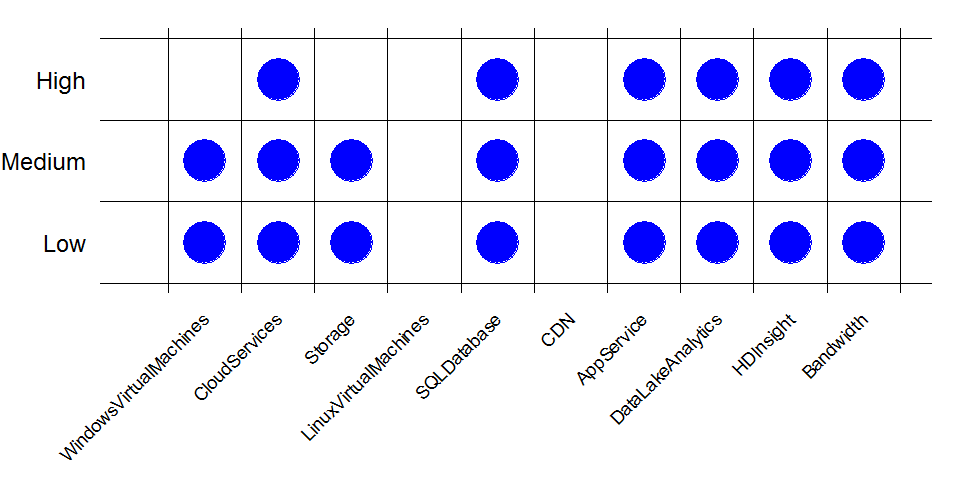 High
Medium
Low
WindowsVirtualMachines
CloudServices
Storage
LinuxVirtualMachines
SQLDatabase
CDN
AppService
DataLakeAnalytics
HDInsight
Bandwidth